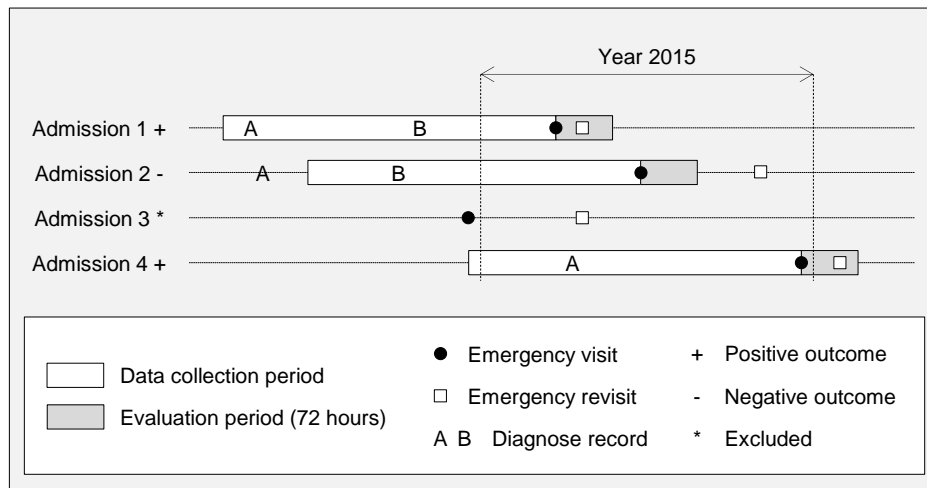 Year 2015
Admission 1 + A B
Admission 2 - A B
Admission 3 *
Admission 4 + A
Data collection period
Evaluation period (72 hours)
Emergency visit
Emergency revisit
A B Diagnose record
+ Positive outcome
- Negative outcome
* Excluded